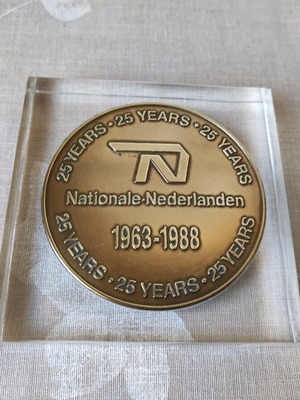 25 YEARS • 25 YEARS • 25 YEARS
N
Nationale-Nederlanden
1963-1988
25 YEARS • 25 YEARS • 25 YEARS